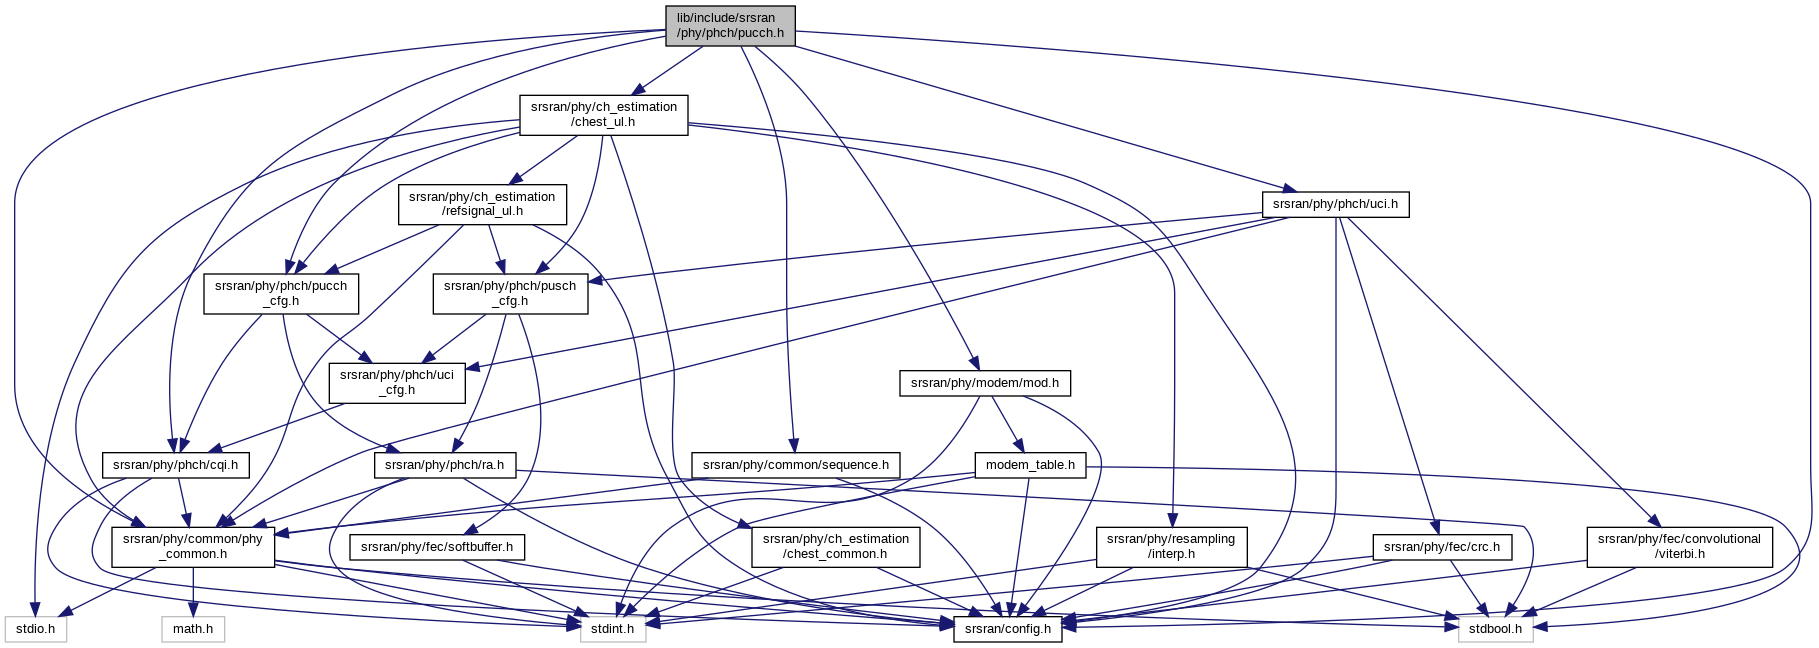 lib/include/srsran
/phy/phch/pucch.h
srsran/phy/ch_estimation
/chest_ul.h
srsran/phy/ch_estimation
/refsignal_ul.h
srsran/phy/phch/uci.h
srsran/phy/phch/pucch
_cfg.h
srsran/phy/phch/pusch
_cfg.h
srsran/phy/phch/uci
_cfg.h
srsran/phy/modem/mod.h
srsran/phy/phch/cqi.h
srsran/phy/phch/ra.h
srsran/phy/common/sequence.h
modem_table.h
srsran/phy/common/phy
_common.h
srsran/phy/fec/softbuffer.h
srsran/phy/ch_estimation
/chest_common.h
srsran/phy/resampling
/interp.h
srsran/phy/fec/crc.h
srsran/phy/fec/convolutional
/viterbi.h
stdio.h
math.h
stdint.h
srsran/config.h
stdbool.h